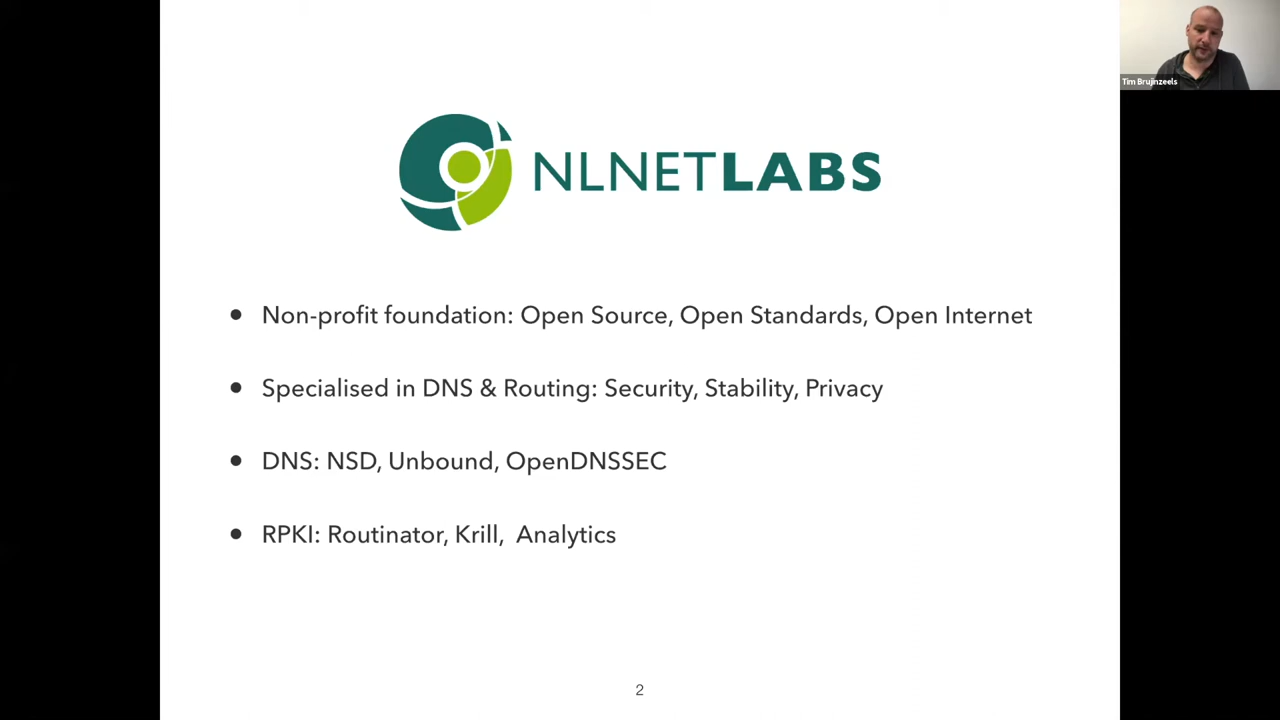 Tim Brujinzeels
NLNETLABS
• Non-profit foundation: Open Source, Open Standards, Open Internet
• Specialised in DNS & Routing: Security, Stability, Privacy
• DNS: NSD, Unbound, OpenDNSSEC
• RPKI: Routinator, Krill, Analytics
2